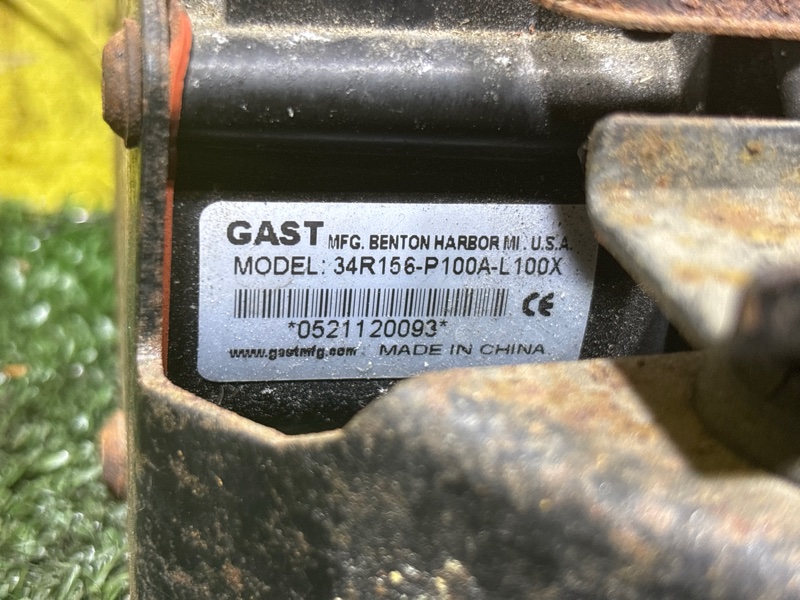 GAST MFG. BENTON HARBOR MI. U.S.A.
MODEL: 34R156-P100A-L100X
CE
*0521120093*
www.gastmfg.com MADE IN CHINA